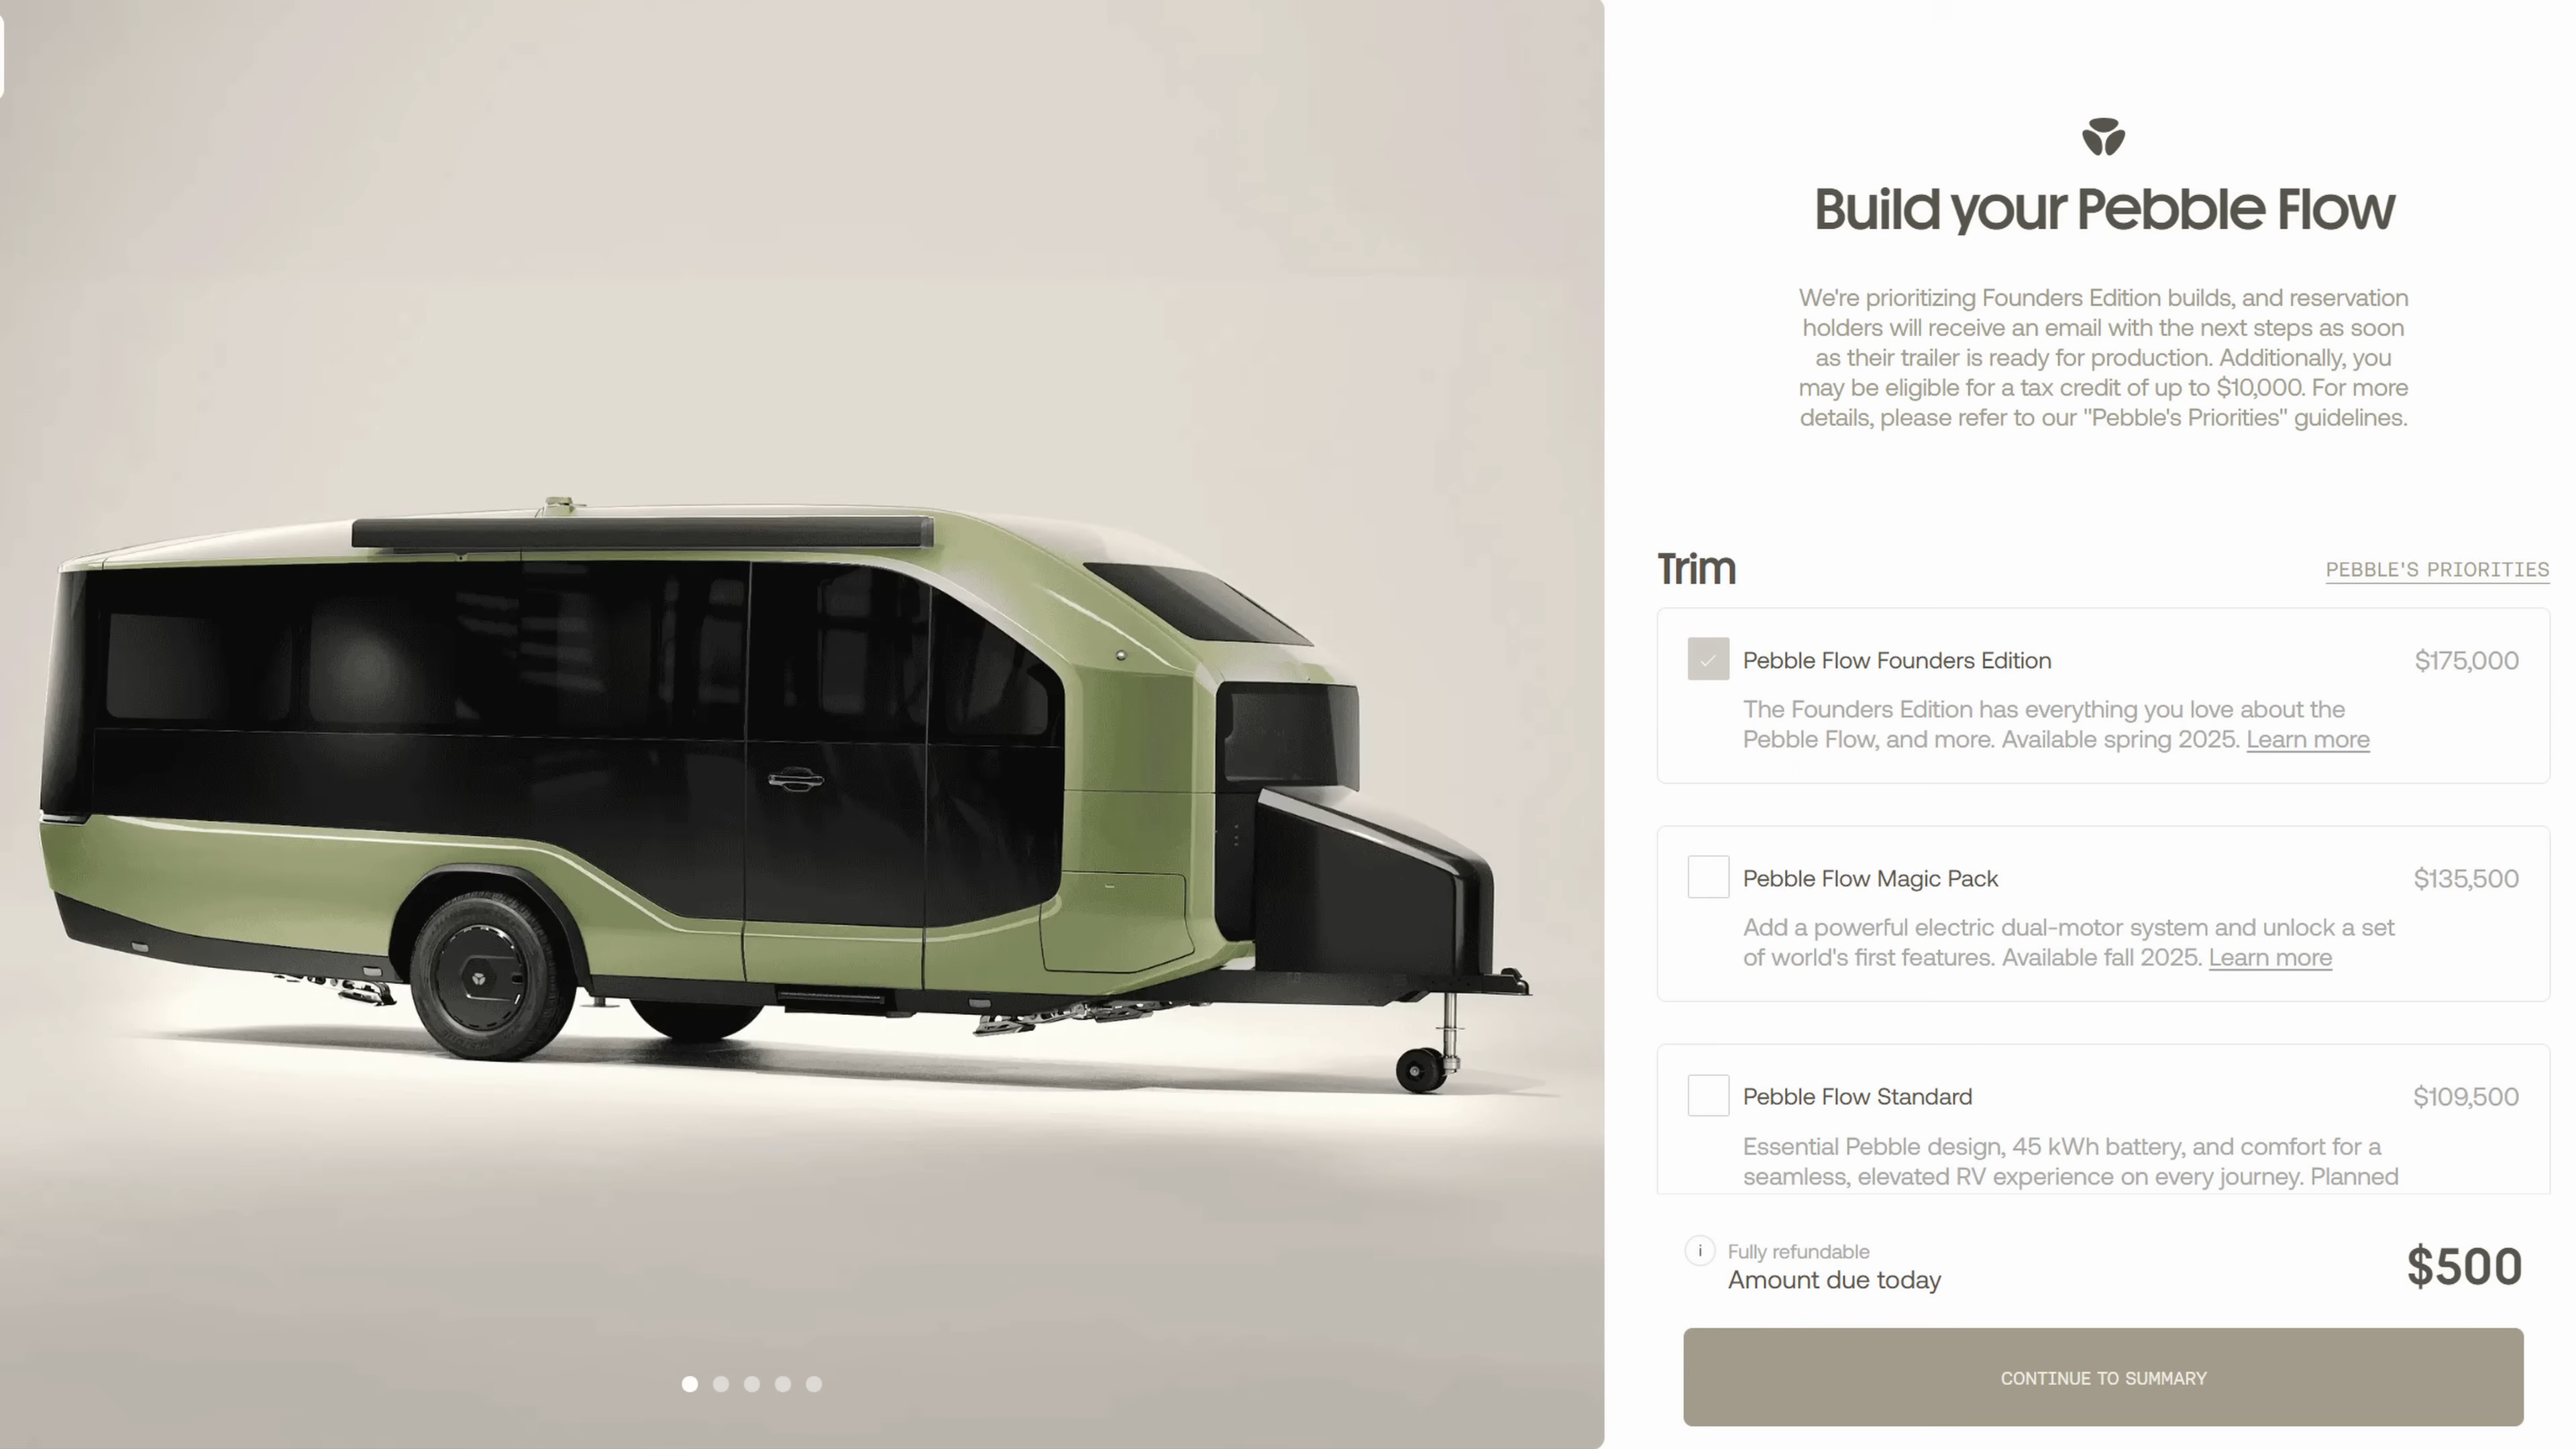 Build your Pebble Flow
We're prioritizing Founders Edition builds, and reservation
holders will receive an email with the next steps as soon
as their trailer is ready for production. Additionally, you
may be eligible for a tax credit of up to $10,000. For more
details, please refer to our "Pebble's Priorities" guidelines.
Trim
PEBBLE'S PRIORITIES
Pebble Flow Founders Edition
$175,000
The Founders Edition has everything you love about the
Pebble Flow, and more. Available spring 2025. Learn more
Pebble Flow Magic Pack
$135,500
Add a powerful electric dual-motor system and unlock a set
of world's first features. Available fall 2025. Learn more
Pebble Flow Standard
$109,500
Essential Pebble design, 45 kWh battery, and comfort for a
seamless, elevated RV experience on every journey. Planned
i
Fully refundable
Amount due today
$500
CONTINUE TO SUMMARY